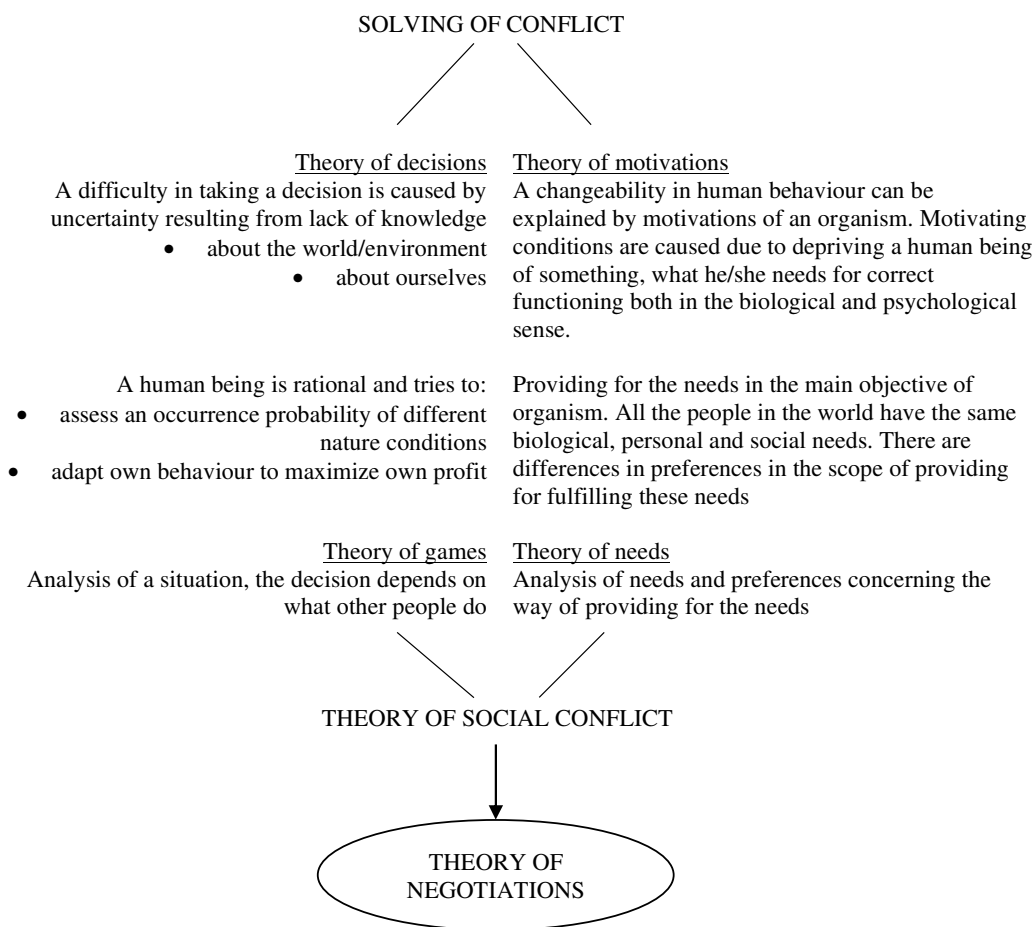 SOLVING OF CONFLICT
Theory of decisions
A difficulty in taking a decision is caused by
uncertainty resulting from lack of knowledge
• about the world/environment
• about ourselves
A human being is rational and tries to:
• assess an occurrence probability of different
nature conditions
• adapt own behaviour to maximize own profit
Theory of games
Analysis of a situation, the decision depends on
what other people do
Theory of motivations
A changeability in human behaviour can be
explained by motivations of an organism. Motivating
conditions are caused due to depriving a human being
of something, what he/she needs for correct
functioning both in the biological and psychological
sense.
Providing for the needs in the main objective of
organism. All the people in the world have the same
biological, personal and social needs. There are
differences in preferences in the scope of providing
for fulfilling these needs
Theory of needs
Analysis of needs and preferences concerning the
way of providing for the needs
THEORY OF SOCIAL CONFLICT
THEORY OF
NEGOTIATIONS